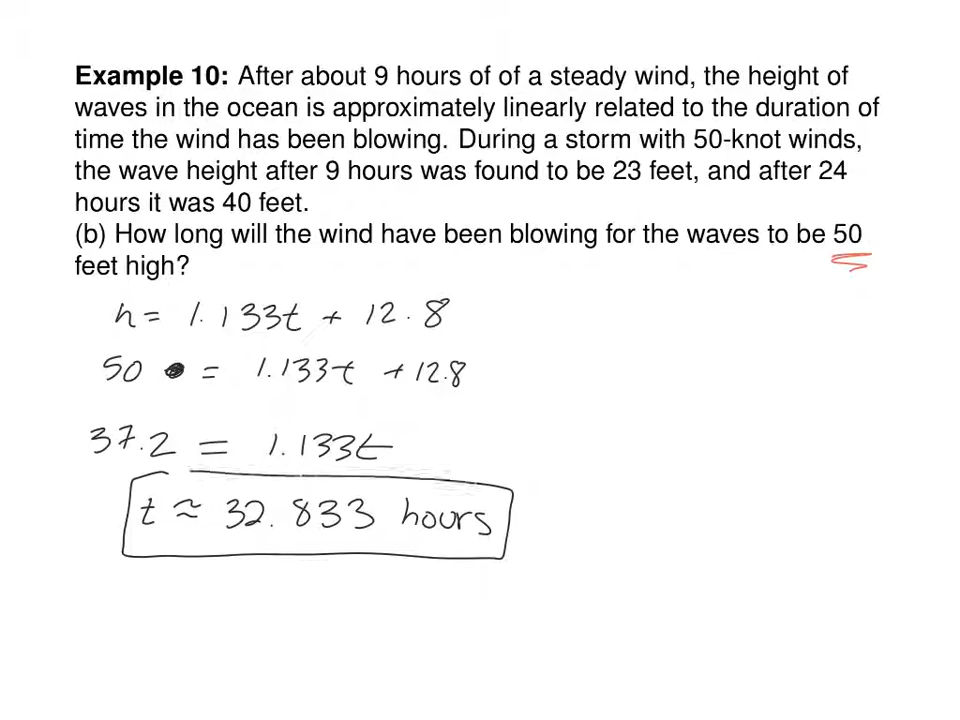 Example 10: After about 9 hours of of a steady wind, the height of
waves in the ocean is approximately linearly related to the duration of
time the wind has been blowing. During a storm with 50-knot winds,
the wave height after 9 hours was found to be 23 feet, and after 24
hours it was 40 feet.
(b) How long will the wind have been blowing for the waves to be 50
feet high?
h = 1.133t + 12.8
50 = 1.133t + 12.8
37.2 = 1.133t
t ≈ 32.833 hours